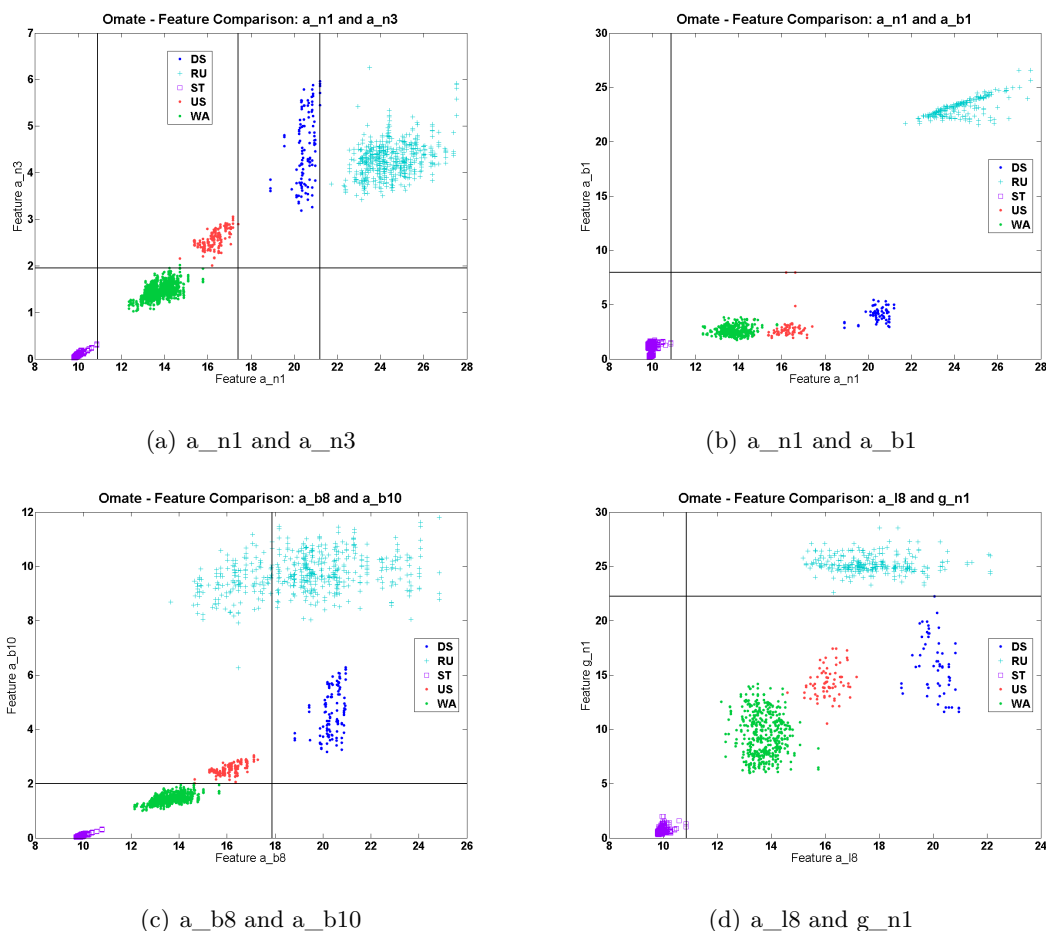 Omate - Feature Comparison: a_n1 and a_n3
7
6
5
4
3
2
1
0
Feature a_n3
DS
RU
ST
US
WA
8 10 12 14 16 18 20 22 24 26 28
Feature a_n1
(a) a_n1 and a_n3
Omate - Feature Comparison: a_n1 and a_b1
30
25
20
15
10
5
0
Feature a_b1
DS
RU
ST
US
WA
8 10 12 14 16 18 20 22 24 26 28
Feature a_n1
(b) a_n1 and a_b1
Omate - Feature Comparison: a_b8 and a_b10
12
10
8
6
4
2
0
Feature a_b10
DS
RU
ST
US
WA
8 10 12 14 16 18 20 22 24 26
Feature a_b8
(c) a_b8 and a_b10
Omate - Feature Comparison: a_l8 and g_n1
30
25
20
15
10
5
0
Feature g_n1
DS
RU
ST
US
WA
8 10 12 14 16 18 20 22 24
Feature a_l8
(d) a_l8 and g_n1